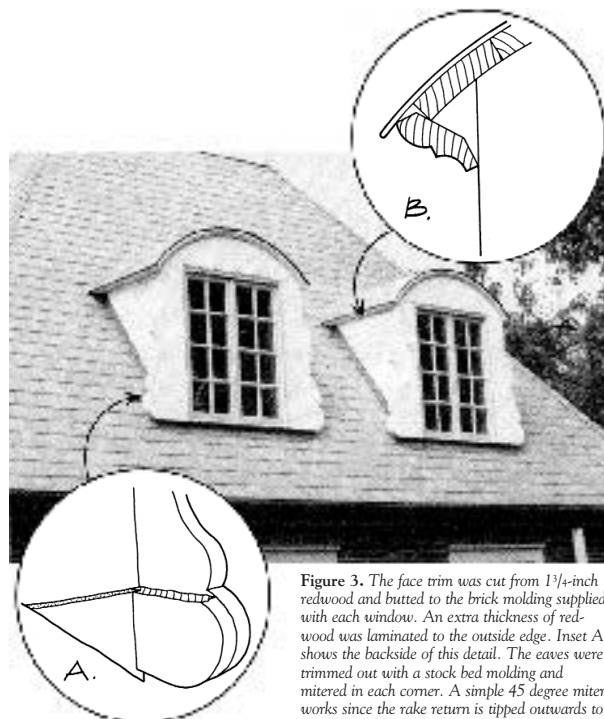 B.
A.
Figure 3. The face trim was cut from 1³/₄-inch
redwood and butted to the brick molding supplied
with each window. An extra thickness of red-
wood was laminated to the outside edge. Inset A
shows the backside of this detail. The eaves were
trimmed out with a stock bed molding and
mitered in each corner. A simple 45 degree miter
works since the rake return is tipped outwards to